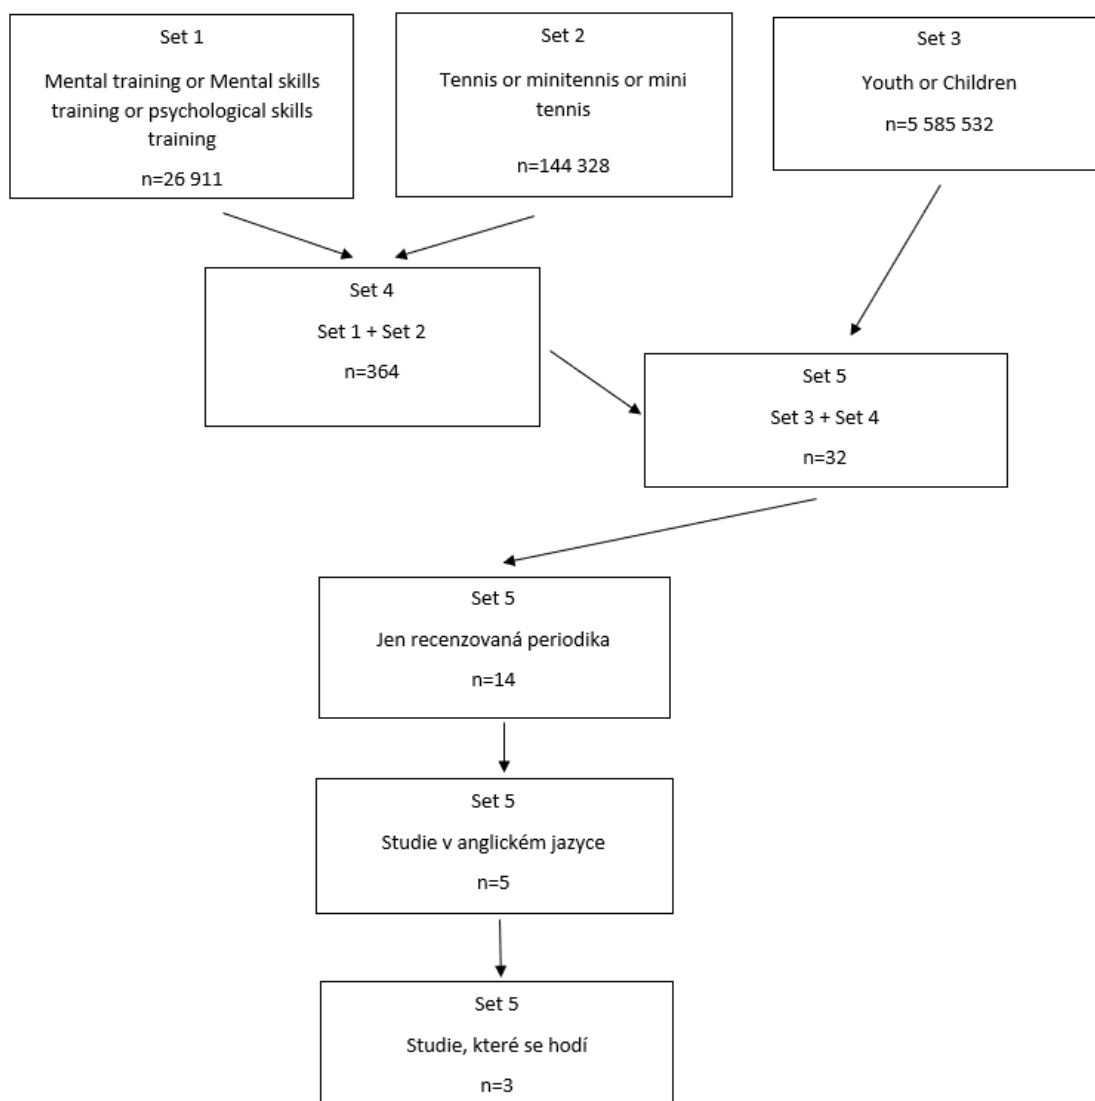 Set 1
Mental training or Mental skills
training or psychological skills
training
n=26 911
Set 2
Tennis or minitennis or mini
tennis
n=144 328
Set 3
Youth or Children
n=5 585 532
Set 4
Set 1 + Set 2
n=364
Set 5
Set 3 + Set 4
n=32
Set 5
Jen recenzovaná periodika
n=14
Set 5
Studie v anglickém jazyce
n=5
Set 5
Studie, které se hodí
n=3